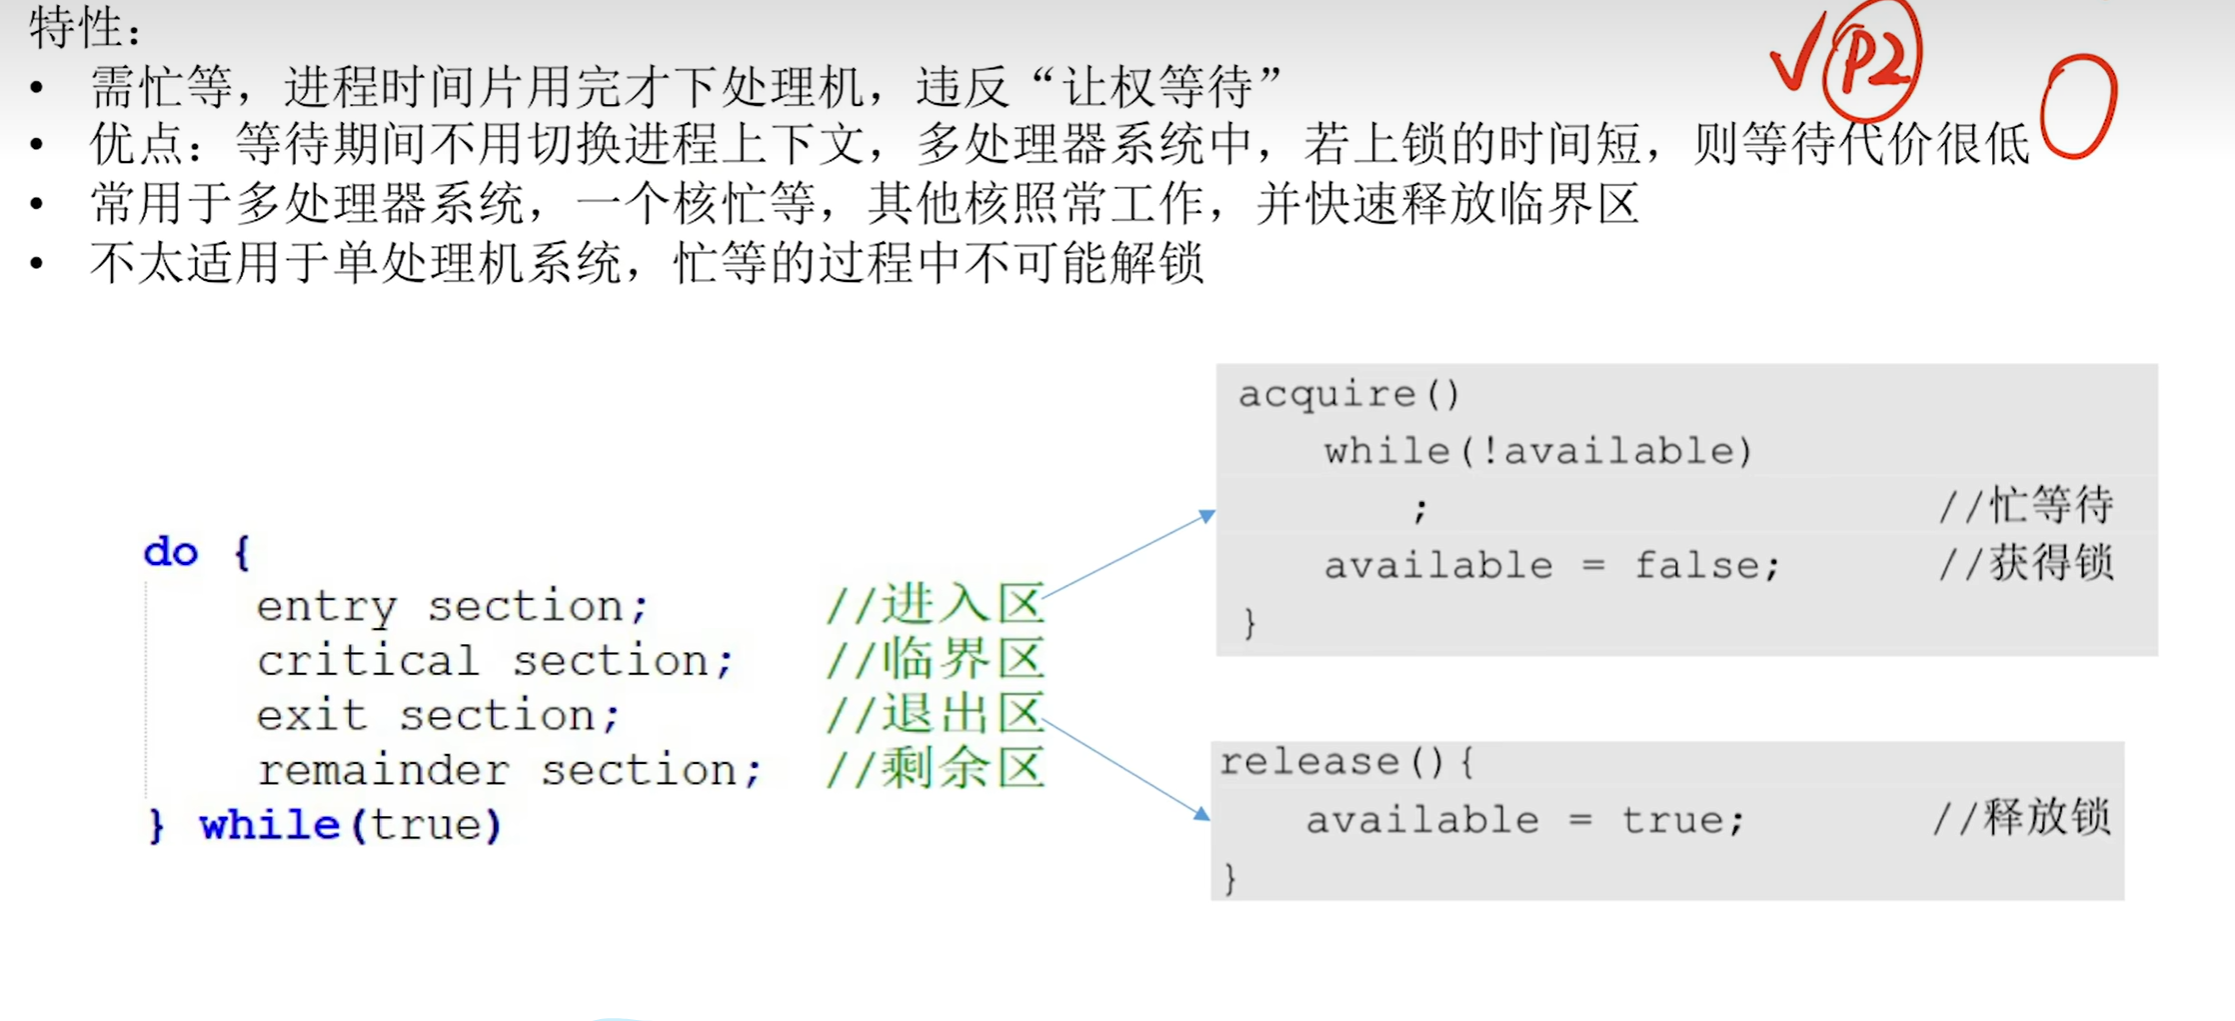 特性：
• 需忙等，进程时间片用完才下处理机，违反“让权等待”
• 优点：等待期间不用切换进程上下文，多处理器系统中，若上锁的时间短，则等待代价很低
• 常用于多处理器系统，一个核忙等，其他核照常工作，并快速释放临界区
• 不太适用于单处理机系统，忙等的过程中不可能解锁
√ P2
do {
entry section; //进入区
critical section; //临界区
exit section; //退出区
remainder section; //剩余区
} while(true)
acquire()
while(!available)
; //忙等待
available = false; //获得锁
}
release(){
available = true; //释放锁
}